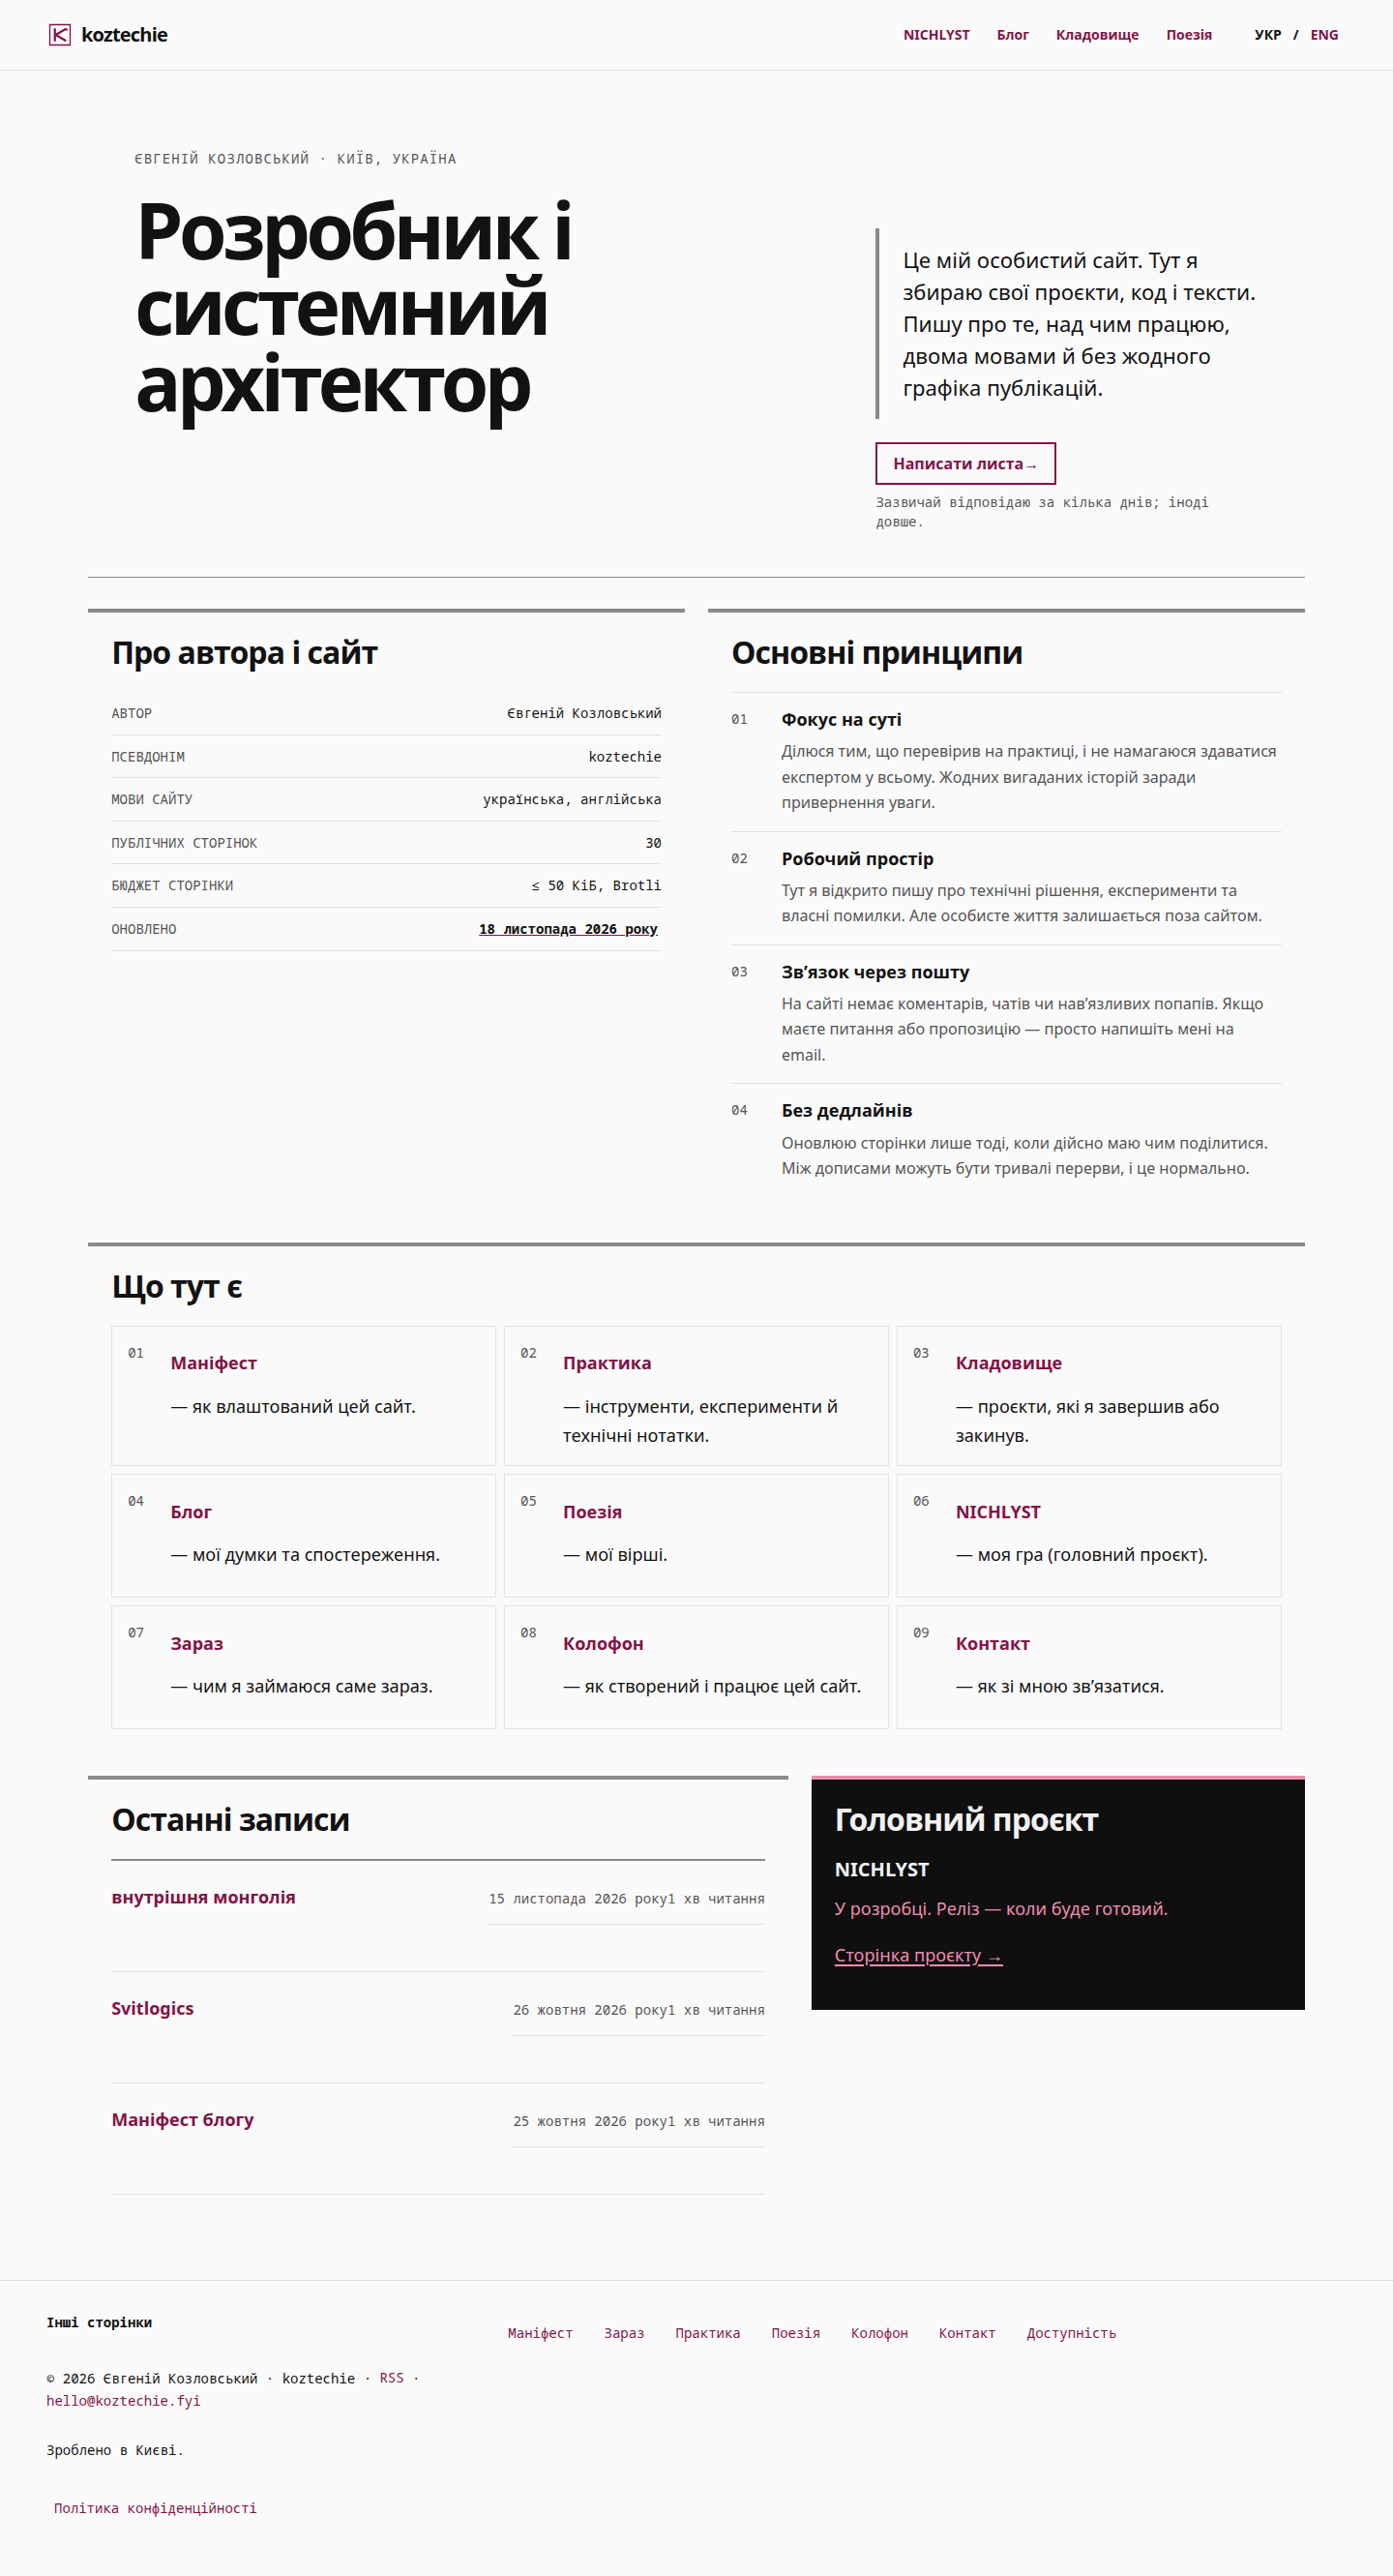 koztechie
NICHLYST Блог Кладовище Поезія УКР / ENG
ЄВГЕНІЙ КОЗЛОВСЬКИЙ · КИЇВ, УКРАЇНА
Розробник і
системний
архітектор
Це мій особистий сайт. Тут я
збираю свої проєкти, код і тексти.
Пишу про те, над чим працюю,
двома мовами й без жодного
графіка публікацій.
Написати листа→
Зазвичай відповідаю за кілька днів; іноді
довше.
Про автора і сайт
АВТОР Євгеній Козловський
ПСЕВДОНІМ koztechie
МОВИ САЙТУ українська, англійська
ПУБЛІЧНИХ СТОРІНОК 30
БЮДЖЕТ СТОРІНКИ ≤ 50 КіБ, Brotli
ОНОВЛЕНО 18 листопада 2026 року
Основні принципи
01 Фокус на суті
Ділюся тим, що перевірив на практиці, і не намагаюся здаватися
експертом у всьому. Жодних вигаданих історій заради
привернення уваги.
02 Робочий простір
Тут я відкрито пишу про технічні рішення, експерименти та
власні помилки. Але особисте життя залишається поза сайтом.
03 Зв’язок через пошту
На сайті немає коментарів, чатів чи нав’язливих попапів. Якщо
маєте питання або пропозицію — просто напишіть мені на
email.
04 Без дедлайнів
Оновлюю сторінки лише тоді, коли дійсно маю чим поділитися.
Між дописами можуть бути тривалі перерви, і це нормально.
Що тут є
01 Маніфест
— як влаштований цей сайт.
02 Практика
— інструменти, експерименти й
технічні нотатки.
03 Кладовище
— проєкти, які я завершив або
закинув.
04 Блог
— мої думки та спостереження.
05 Поезія
— мої вірші.
06 NICHLYST
— моя гра (головний проєкт).
07 Зараз
— чим я займаюся саме зараз.
08 Колофон
— як створений і працює цей сайт.
09 Контакт
— як зі мною зв’язатися.
Останні записи
внутрішня монголія 15 листопада 2026 року1 хв читання
Svitlogics 26 жовтня 2026 року1 хв читання
Маніфест блогу 25 жовтня 2026 року1 хв читання
Головний проєкт
NICHLYST
У розробці. Реліз — коли буде готовий.
Сторінка проєкту →
Інші сторінки
Маніфест Зараз Практика Поезія Колофон Контакт Доступність
© 2026 Євгеній Козловський · koztechie · RSS ·
hello@koztechie.fyi
Зроблено в Києві.
Політика конфіденційності